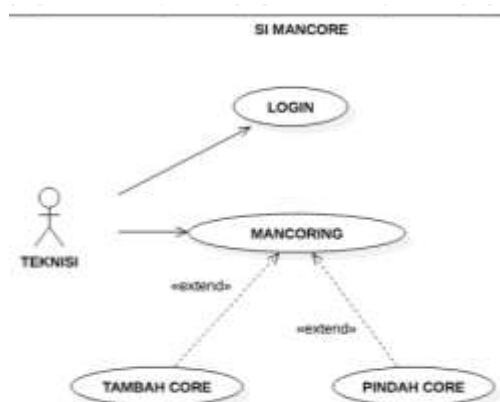 SI MANCORE
LOGIN
TEKNISI
MANCORING
«extend»
«extend»
TAMBAH CORE
PINDAH CORE